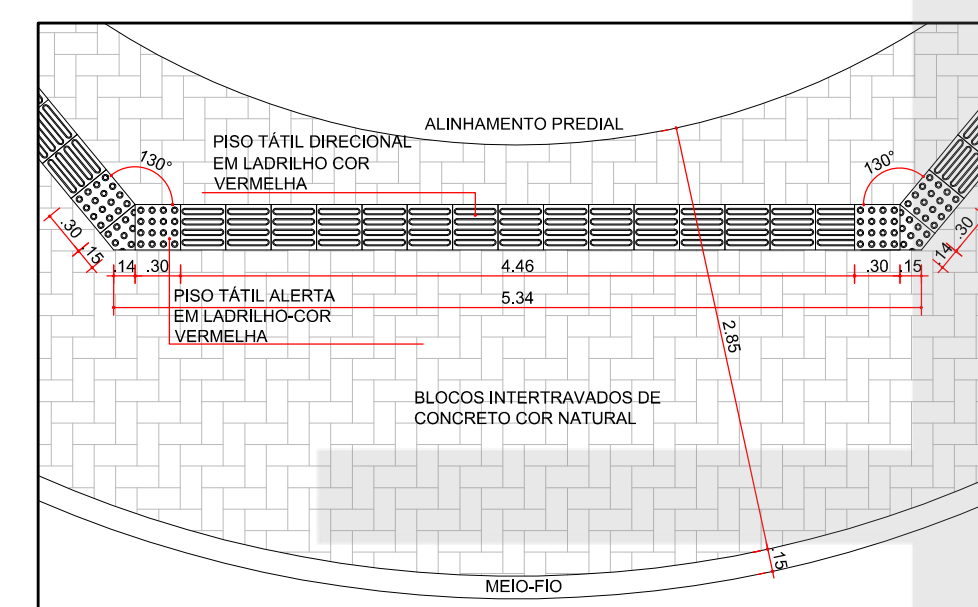 ALINHAMENTO PREDIAL
PISO TÁTIL DIRECIONAL
EM LADRILHO COR
VERMELHA
130°
130°
.30
.15
.14
.30
4.46
.30
.15
.14
.30
5.34
PISO TÁTIL ALERTA
EM LADRILHO-COR
VERMELHA
2.85
BLOCOS INTERTRAVADOS DE
CONCRETO COR NATURAL
.15
MEIO-FIO